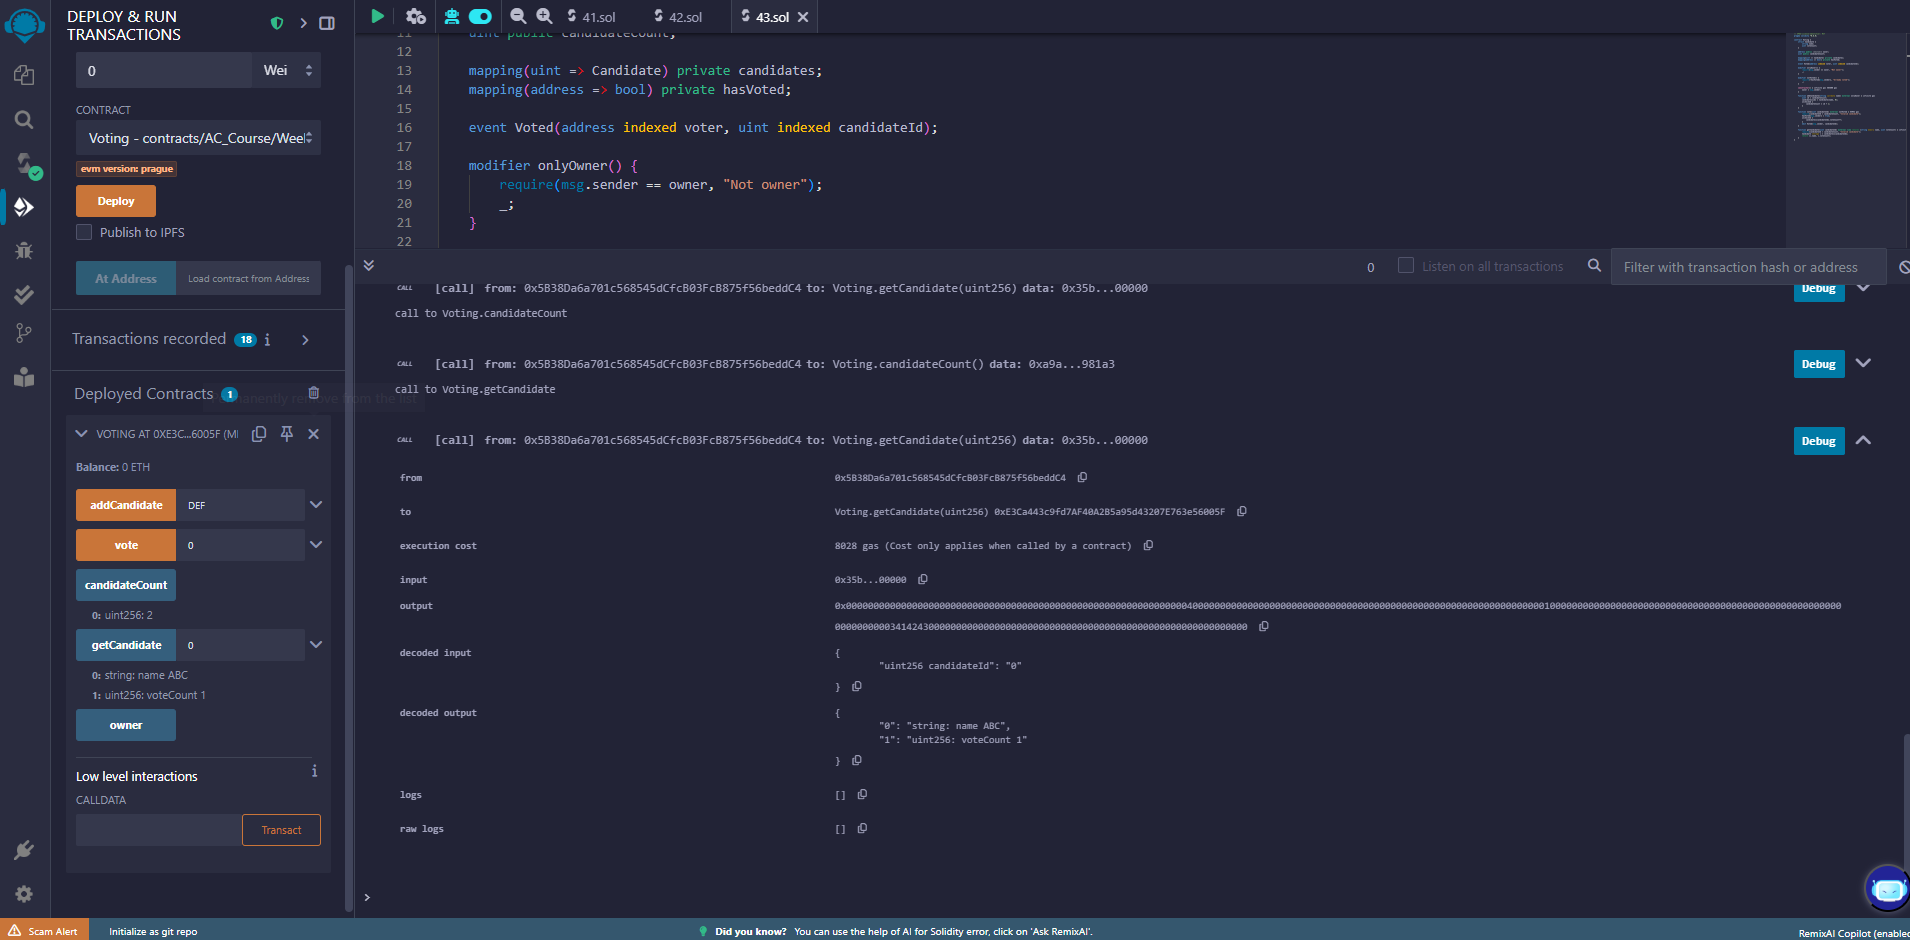 DEPLOY & RUN
TRANSACTIONS
0
Wei
CONTRACT
Voting - contracts/AC_Course/Weel
evm version: prague
Deploy
Publish to IPFS
At Address
Load contract from Address
Transactions recorded 18 i
Deployed Contracts 1
VOTING AT 0XE3C...6005F (MI
Balance: 0 ETH
addCandidate
DEF
vote
0
candidateCount
0: uint256: 2
getCandidate
0
0: string: name ABC
1: uint256: voteCount 1
owner
Low level interactions
i
CALLDATA
Transact
41.sol
42.sol
43.sol
11 uint public candidateCount;
12
13 mapping(uint => Candidate) private candidates;
14 mapping(address => bool) private hasVoted;
15
16 event Voted(address indexed voter, uint indexed candidateId);
17
18 modifier onlyOwner() {
19 require(msg.sender == owner, "Not owner");
20 _;
21 }
22
0
Listen on all transactions
Filter with transaction hash or address
CALL [call] from: 0x5B38Da6a701c568545dCfcB03FcB875f56beddC4 to: Voting.getCandidate(uint256) data: 0x35b...00000
Debug
call to Voting.candidateCount
CALL [call] from: 0x5B38Da6a701c568545dCfcB03FcB875f56beddC4 to: Voting.candidateCount() data: 0xa9a...981a3
Debug
call to Voting.getCandidate
CALL [call] from: 0x5B38Da6a701c568545dCfcB03FcB875f56beddC4 to: Voting.getCandidate(uint256) data: 0x35b...00000
Debug
from 0x5B38Da6a701c568545dCfcB03FcB875f56beddC4
to Voting.getCandidate(uint256) 0xE3Ca443c9fd7AF40A2B5a95d43207E763e56005F
execution cost 8028 gas (Cost only applies when called by a contract)
input 0x35b...00000
output
decoded input {
"uint256 candidateId": "0"
}
decoded output {
"0": "string: name ABC",
"1": "uint256: voteCount 1"
}
logs []
raw logs []
>
Scam Alert
Initialize as git repo
Did you know? You can use the help of AI for Solidity error, click on 'Ask RemixAI'.
RemixAI Copilot (enabled